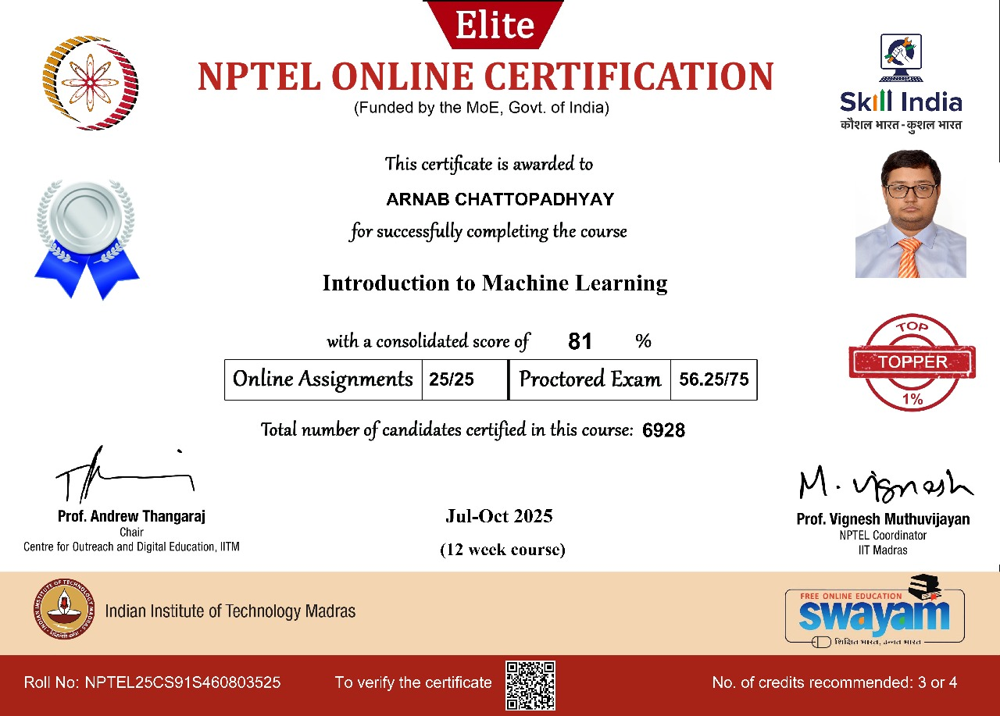 Elite
NPTEL ONLINE CERTIFICATION
(Funded by the MoE, Govt. of India)
Skill India
कौशल भारत - कुशल भारत
This certificate is awarded to
ARNAB CHATTOPADHYAY
for successfully completing the course
Introduction to Machine Learning
with a consolidated score of 81 %
Online Assignments 25/25 Proctored Exam 56.25/75
TOP
TOPPER
1%
Total number of candidates certified in this course: 6928
M. Vignesh
Prof. Andrew Thangaraj
Chair
Centre for Outreach and Digital Education, IITM
Jul-Oct 2025
(12 week course)
Prof. Vignesh Muthuvijayan
NPTEL Coordinator
IIT Madras
INDIAN INSTITUTE OF TECHNOLOGY MADRAS
Indian Institute of Technology Madras
FREE ONLINE EDUCATION
swayam
शिक्षित भारत, उन्नत भारत
Roll No: NPTEL25CS91S460803525 To verify the certificate No. of credits recommended: 3 or 4